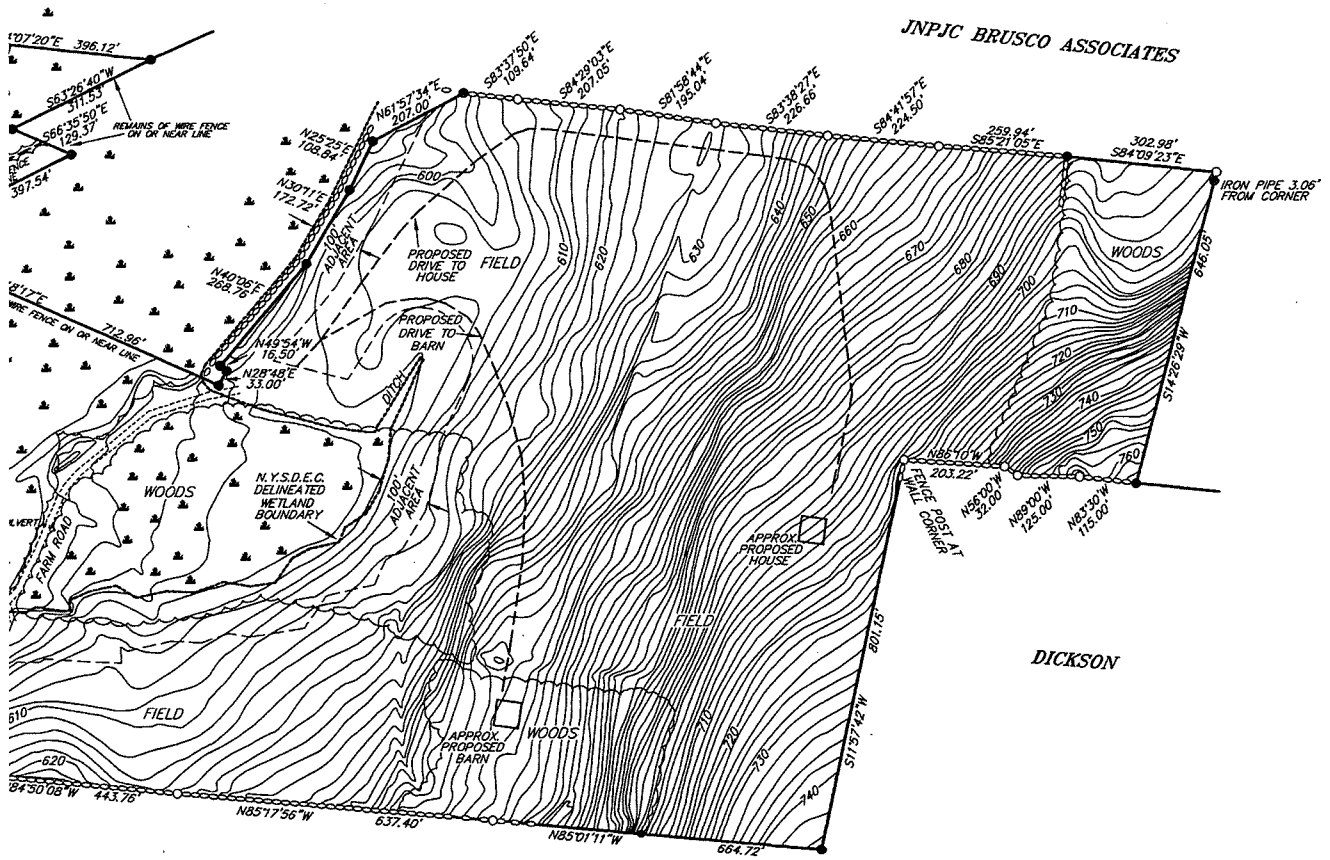 JNPJC BRUSCO ASSOCIATES
4°07'20"E 396.12'
S63°26'40"W
311.53'
S66°35'50"E
129.37'
REMAINS OF WIRE FENCE
ON OR NEAR LINE
397.54'
N61°57'34"E
207.00'
S83°37'50"E
109.64'
S84°29'03"E
207.05'
S81°58'44"E
195.04'
S83°38'27"E
226.66'
S84°41'57"E
224.50'
259.94'
S85°21'05"E
302.98'
S84°09'23"E
IRON PIPE 3.06'
FROM CORNER
N25°25'E
108.84'
N30°11'E
172.72'
N40°06'E
268.76'
100'
ADJACENT
AREA
600
PROPOSED
DRIVE TO
HOUSE
FIELD
610
620
630
640
650
660
670
680
690
700
WOODS
646.05'
S14°26'29"W
710
720
730
740
750
760
8°17"E
WIRE FENCE ON OR NEAR LINE
712.96'
N49°54'W
16.50'
N28°48'E
33.00'
PROPOSED
DRIVE TO
BARN
DITCH
N.Y.S.D.E.C.
DELINEATED
WETLAND
BOUNDARY
100'
ADJACENT
AREA
WOODS
FARM ROAD
N86°10'W
203.22'
FENCE POST AT
WALL CORNER
N56°00'W
32.00'
N89°00'W
125.00'
N83°30'W
115.00'
APPROX.
PROPOSED
HOUSE
FIELD
801.15'
S11°57'42"W
DICKSON
610
FIELD
620
APPROX.
PROPOSED
BARN
WOODS
710
720
730
740
84°50'08"W 443.76'
N85°17'56"W
637.40'
N85°01'11"W
664.72'